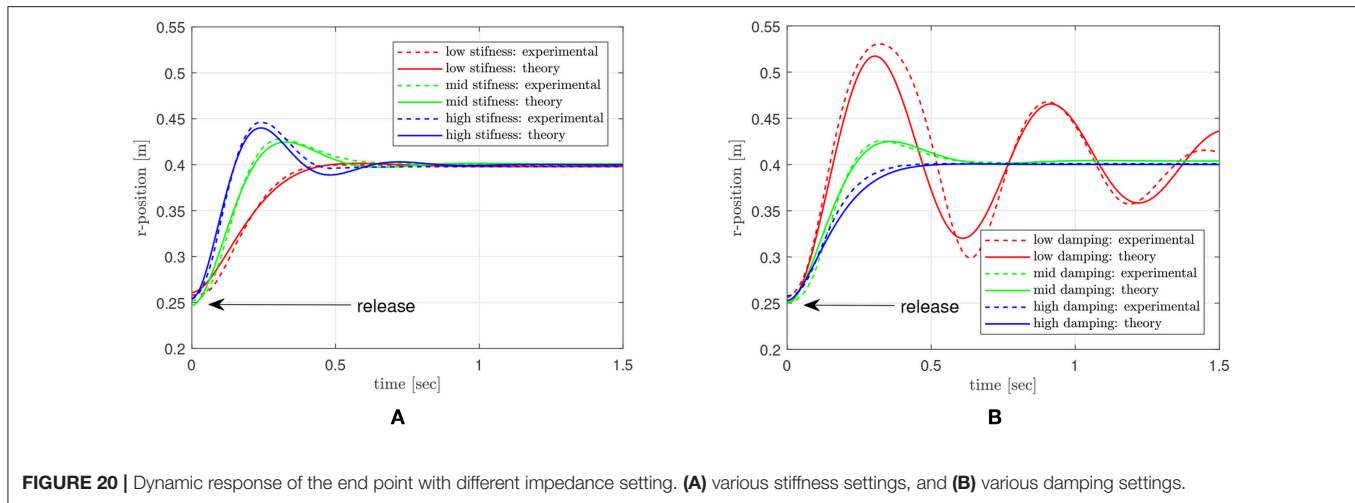 0.55
0.5
0.45
0.4
0.35
0.3
0.25
0.2
r-position [m]
low stifness: experimental
low stifness: theory
mid stifness: experimental
mid stifness: theory
high stifness: experimental
high stifness: theory
release
0
0.5
1
1.5
time [sec]
A
0.55
0.5
0.45
0.4
0.35
0.3
0.25
0.2
r-position [m]
low damping: experimental
low damping: theory
mid damping: experimental
mid damping: theory
high damping: experimental
high damping: theory
release
0
0.5
1
1.5
time [sec]
B
FIGURE 20 | Dynamic response of the end point with different impedance setting. (A) various stiffness settings, and (B) various damping settings.